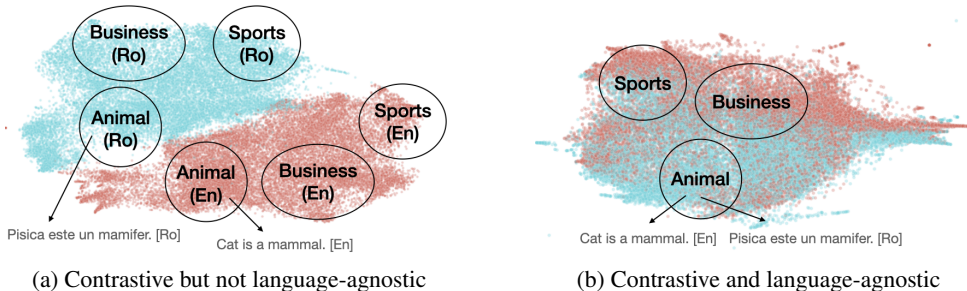 Business
(Ro)
Sports
(Ro)
Animal
(Ro)
Sports
(En)
Animal
(En)
Business
(En)
Pisica este un mamifer. [Ro]
Cat is a mammal. [En]
(a) Contrastive but not language-agnostic
Sports
Business
Animal
Cat is a mammal. [En]
Pisica este un mamifer. [Ro]
(b) Contrastive and language-agnostic